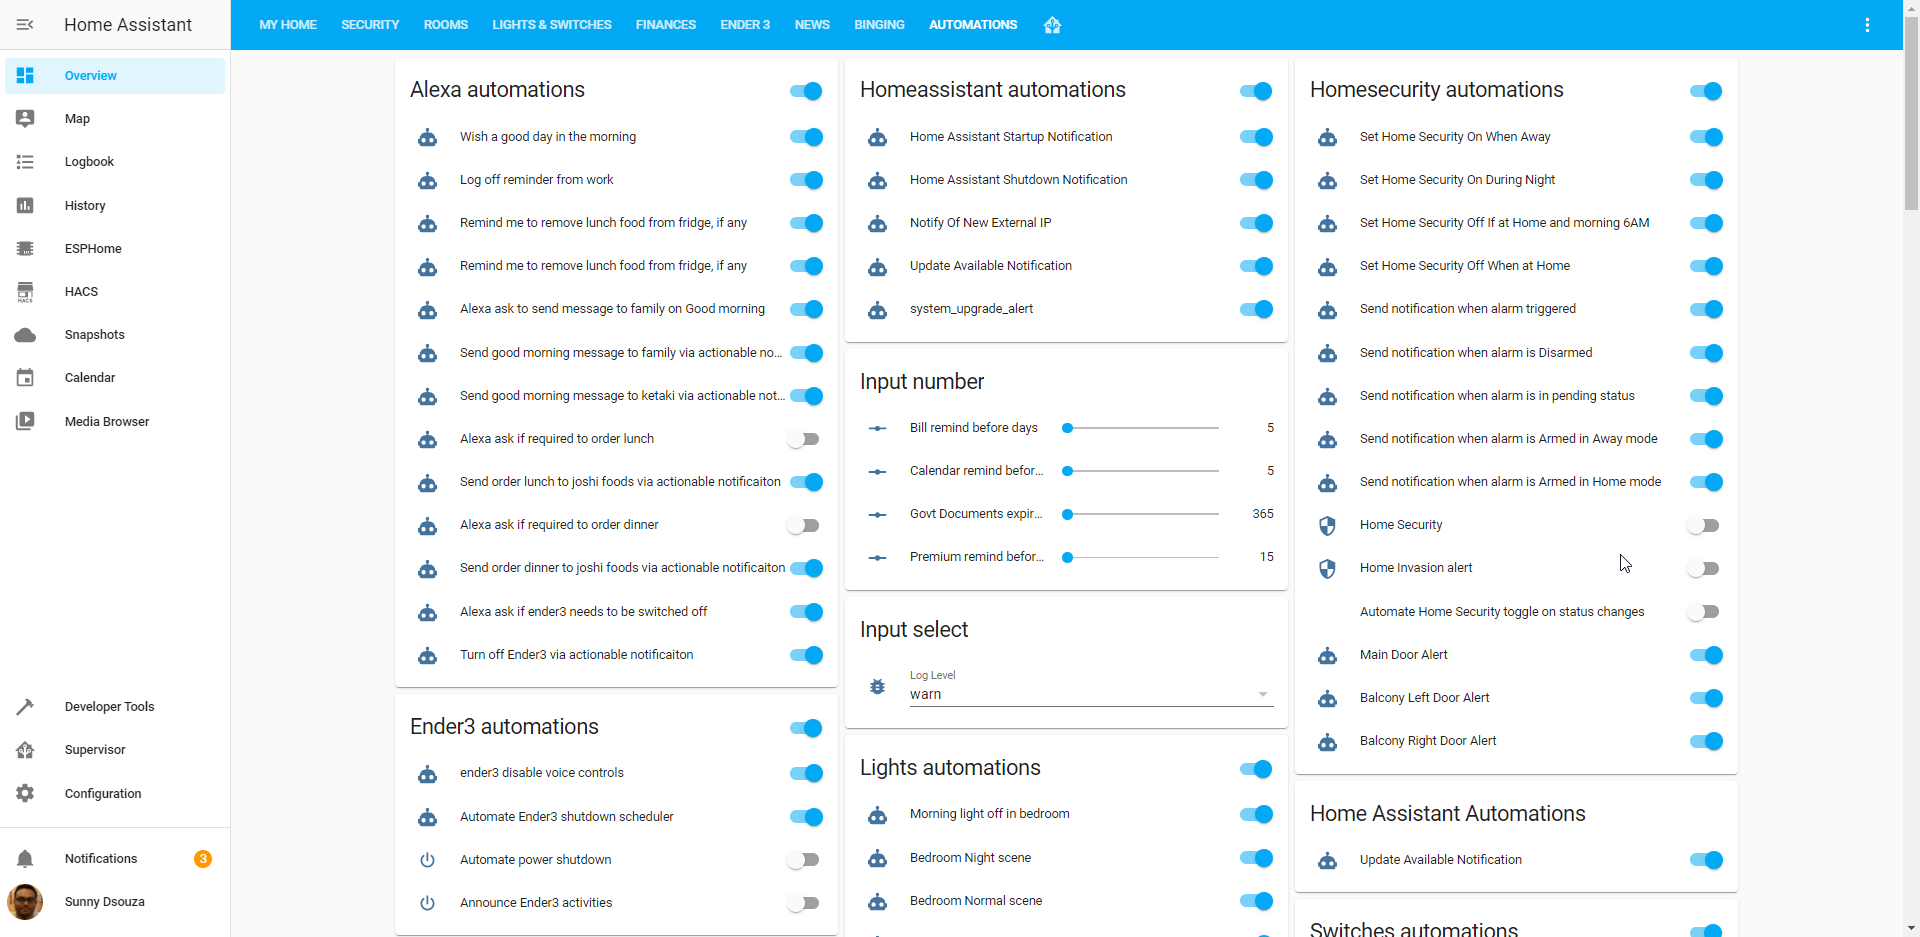 Home Assistant
MY HOME
SECURITY
ROOMS
LIGHTS & SWITCHES
FINANCES
ENDER 3
NEWS
BINGING
AUTOMATIONS
Overview
Map
Logbook
History
ESPHome
HACS
HACS
Snapshots
Calendar
Media Browser
Developer Tools
Supervisor
Configuration
Notifications
3
Sunny Dsouza
Alexa automations
Wish a good day in the morning
Log off reminder from work
Remind me to remove lunch food from fridge, if any
Remind me to remove lunch food from fridge, if any
Alexa ask to send message to family on Good morning
Send good morning message to family via actionable no...
Send good morning message to ketaki via actionable not...
Alexa ask if required to order lunch
Send order lunch to joshi foods via actionable notificaiton
Alexa ask if required to order dinner
Send order dinner to joshi foods via actionable notificaiton
Alexa ask if ender3 needs to be switched off
Turn off Ender3 via actionable notificaiton
Ender3 automations
ender3 disable voice controls
Automate Ender3 shutdown scheduler
Automate power shutdown
Announce Ender3 activities
Homeassistant automations
Home Assistant Startup Notification
Home Assistant Shutdown Notification
Notify Of New External IP
Update Available Notification
system_upgrade_alert
Input number
Bill remind before days 5
Calendar remind befor... 5
Govt Documents expir... 365
Premium remind befor... 15
Input select
Log Level
warn
Lights automations
Morning light off in bedroom
Bedroom Night scene
Bedroom Normal scene
Homesecurity automations
Set Home Security On When Away
Set Home Security On During Night
Set Home Security Off If at Home and morning 6AM
Set Home Security Off When at Home
Send notification when alarm triggered
Send notification when alarm is Disarmed
Send notification when alarm is in pending status
Send notification when alarm is Armed in Away mode
Send notification when alarm is Armed in Home mode
Home Security
Home Invasion alert
Automate Home Security toggle on status changes
Main Door Alert
Balcony Left Door Alert
Balcony Right Door Alert
Home Assistant Automations
Update Available Notification
Switches automations